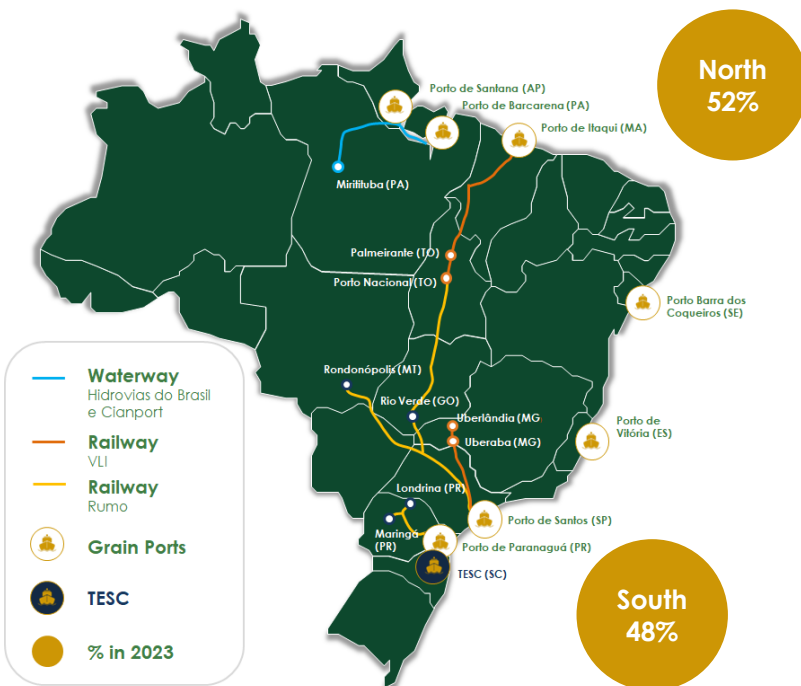 North
52%
Porto de Santana (AP)
Porto de Barcarena (PA)
Porto de Itaqui (MA)
Miritituba (PA)
Palmeirante (TO)
Porto Nacional (TO)
Porto Barra dos
Coqueiros (SE)
Rondonópolis (MT)
Rio Verde (GO)
Uberlândia (MG
Uberaba (MG)
Porto de
Vitória (ES)
Londrina (PR)
Maringá
(PR)
Porto de Santos (SP)
Porto de Paranaguá (PR)
TESC (SC)
South
48%
Waterway
Hidrovias do Brasil
e Cianport
Railway
VLI
Railway
Rumo
Grain Ports
TESC
% in 2023